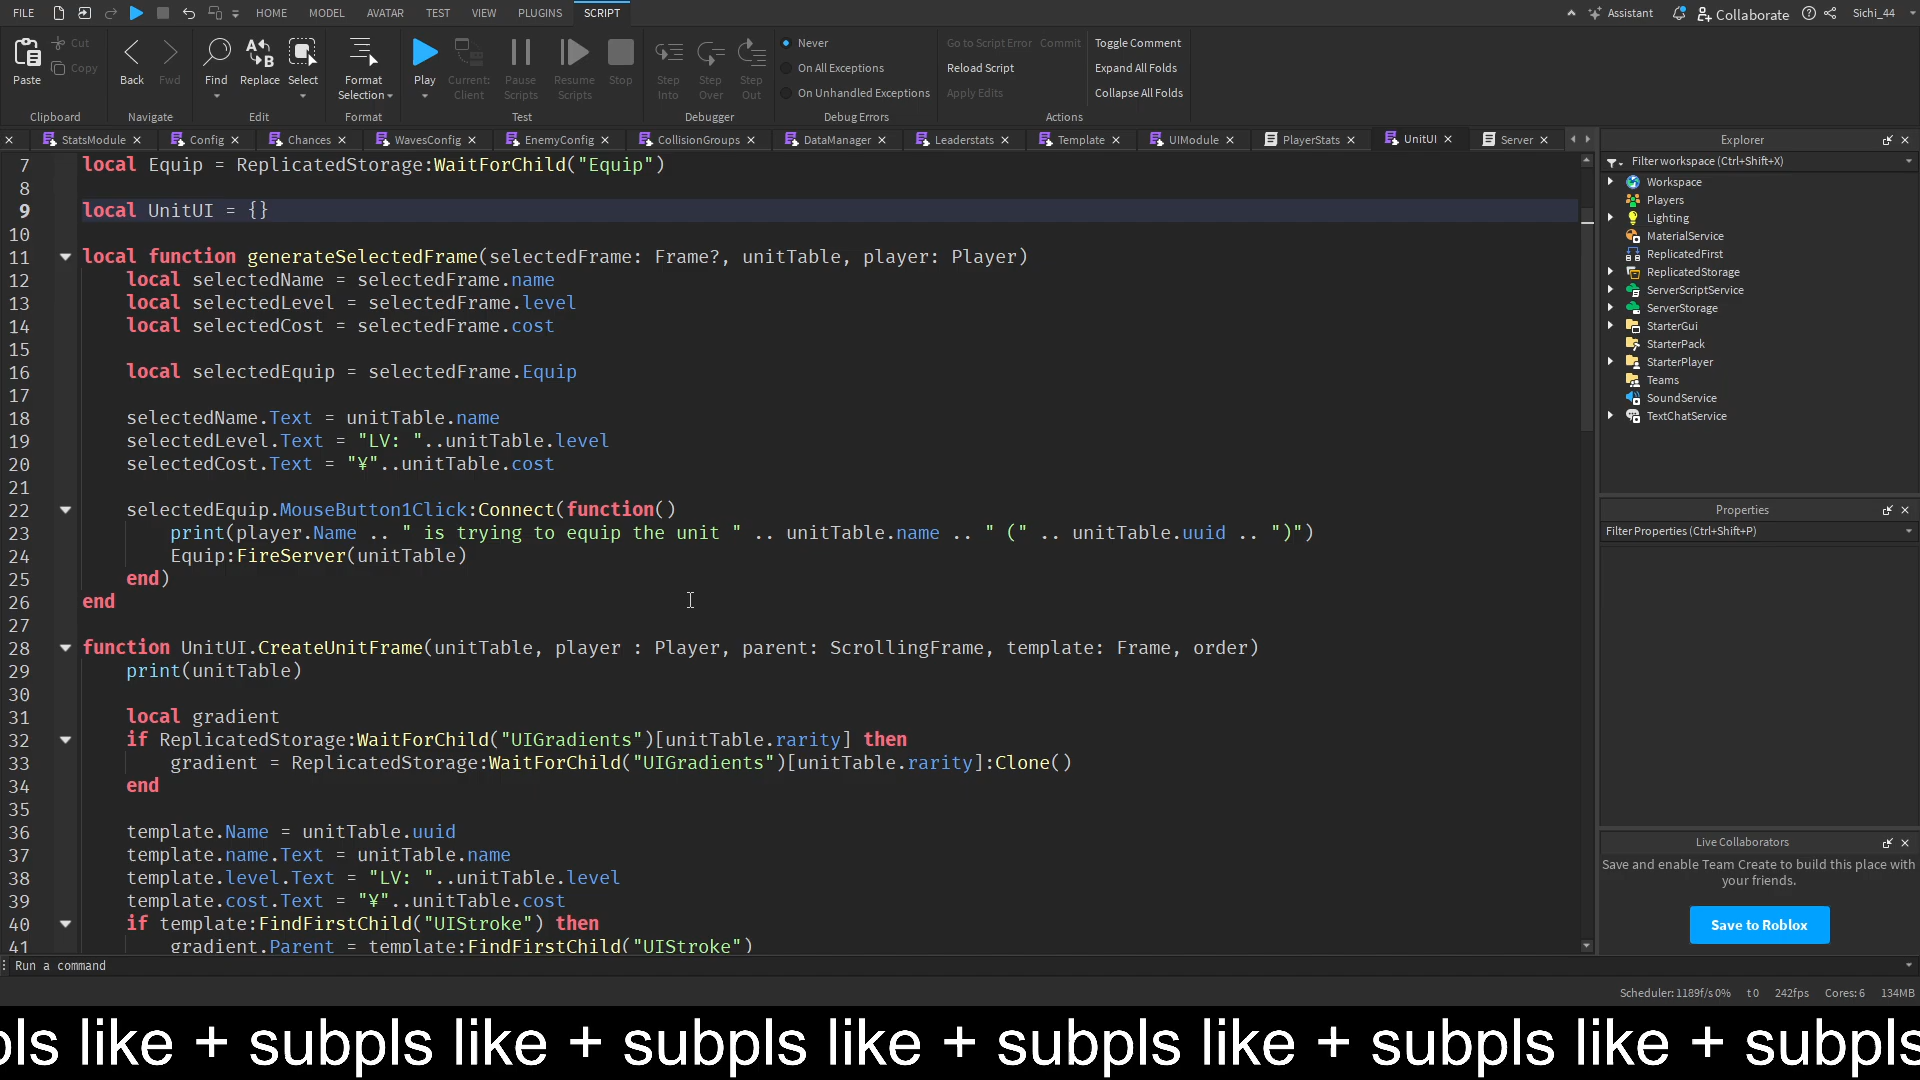 FILE HOME MODEL AVATAR TEST VIEW PLUGINS SCRIPT Assistant Collaborate Sichi_44
Paste Cut Copy Back Fwd Find Replace Select Format Selection Play Current: Client Pause Scripts Resume Scripts Stop Step Into Step Over Step Out
Never
On All Exceptions
On Unhandled Exceptions
Go to Script Error Commit Toggle Comment
Reload Script Expand All Folds
Apply Edits Collapse All Folds
Clipboard Navigate Edit Format Test Debugger Debug Errors Actions
StatsModule Config Chances WavesConfig EnemyConfig CollisionGroups DataManager Leaderstats Template UIModule PlayerStats UnitUI Server
7 local Equip = ReplicatedStorage:WaitForChild("Equip")
8
9 local UnitUI = {}
10
11 local function generateSelectedFrame(selectedFrame: Frame?, unitTable, player: Player)
12 local selectedName = selectedFrame.name
13 local selectedLevel = selectedFrame.level
14 local selectedCost = selectedFrame.cost
15
16 local selectedEquip = selectedFrame.Equip
17
18 selectedName.Text = unitTable.name
19 selectedLevel.Text = "LV: "..unitTable.level
20 selectedCost.Text = "¥"..unitTable.cost
21
22 selectedEquip.MouseButton1Click:Connect(function()
23 print(player.Name .. " is trying to equip the unit " .. unitTable.name .. " (" .. unitTable.uuid .. ")")
24 Equip:FireServer(unitTable)
25 end)
26 end
27
28 function UnitUI.CreateUnitFrame(unitTable, player : Player, parent: ScrollingFrame, template: Frame, order)
29 print(unitTable)
30
31 local gradient
32 if ReplicatedStorage:WaitForChild("UIGradients")[unitTable.rarity] then
33 gradient = ReplicatedStorage:WaitForChild("UIGradients")[unitTable.rarity]:Clone()
34 end
35
36 template.Name = unitTable.uuid
37 template.name.Text = unitTable.name
38 template.level.Text = "LV: "..unitTable.level
39 template.cost.Text = "¥"..unitTable.cost
40 if template:FindFirstChild("UIStroke") then
41 gradient.Parent = template:FindFirstChild("UIStroke")
Explorer
Filter workspace (Ctrl+Shift+X)
Workspace
Players
Lighting
MaterialService
ReplicatedFirst
ReplicatedStorage
ServerScriptService
ServerStorage
StarterGui
StarterPack
StarterPlayer
Teams
SoundService
TextChatService
Properties
Filter Properties (Ctrl+Shift+P)
Live Collaborators
Save and enable Team Create to build this place with
your friends.
Save to Roblox
Run a command
Scheduler: 1189f/s 0% t0 242fps Cores: 6 134MB
pls like + subpls like + subpls like + subpls like + subpls like + subpls